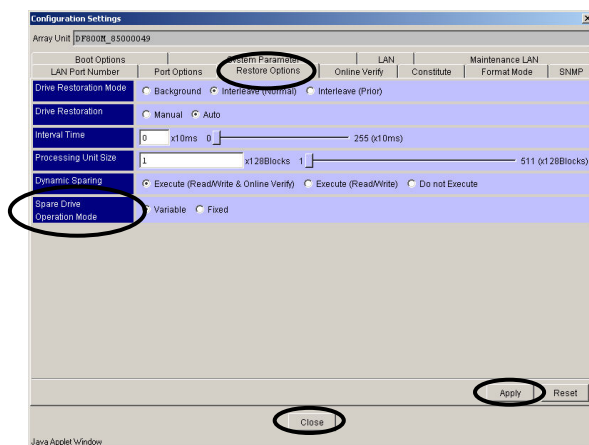 Configuration Settings
Array Unit DF800M_85000049
Boot Options System Parameter LAN Maintenance LAN
LAN Port Number Port Options Restore Options Online Verify Constitute Format Mode SNMP
Drive Restoration Mode Background Interleave (Normal) Interleave (Prior)
Drive Restoration Manual Auto
Interval Time 0 x10ms 0 255 (x10ms)
Processing Unit Size 1 x128Blocks 1 511 (x128Blocks)
Dynamic Sparing Execute (Read/Write & Online Verify) Execute (Read/Write) Do not Execute
Spare Drive
Operation Mode Variable Fixed
Apply Reset
Close
Java Applet Window